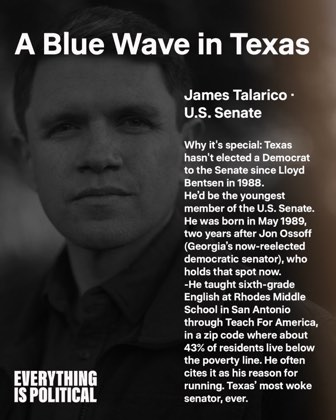 A Blue Wave in Texas
James Talarico ·
U.S. Senate
Why it's special: Texas
hasn't elected a Democrat
to the Senate since Lloyd
Bentsen in 1988.
He'd be the youngest
member of the U.S. Senate.
He was born in May 1989,
two years after Jon Ossoff
(Georgia's now-reelected
democratic senator), who
holds that spot now.
-He taught sixth-grade
English at Rhodes Middle
School in San Antonio
through Teach For America,
in a zip code where about
43% of residents live below
the poverty line. He often
cites it as his reason for
running. Texas' most woke
senator, ever.
EVERYTHING
IS POLITICAL